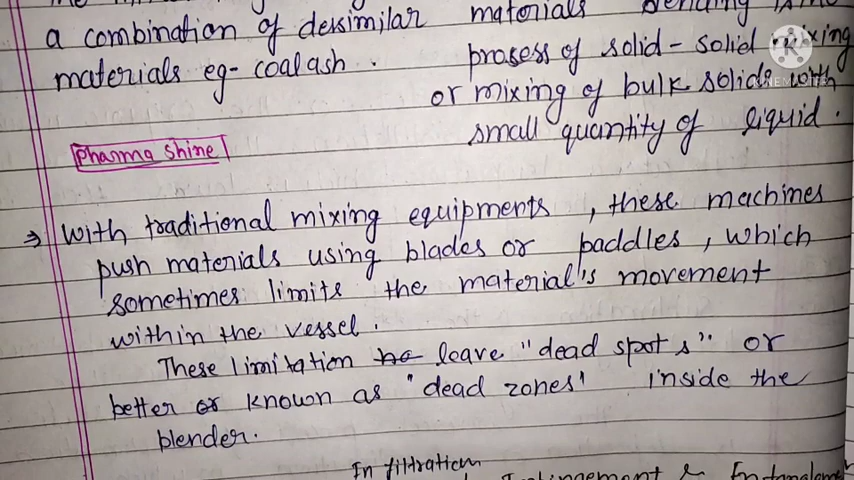 a combination of dessimilar materials
materials eg- coalash. prosess of solid-solid mixing
or mixing of bulk solids with
small quantity of liquid.
Pharma Shine
⇒ With traditional mixing equipments, these machines
push materials using blades or paddles, which
sometimes limits the material's movement
within the vessel.
These limitation leave "dead spots" or
better or known as "dead zones' inside the
blender.
In filtration